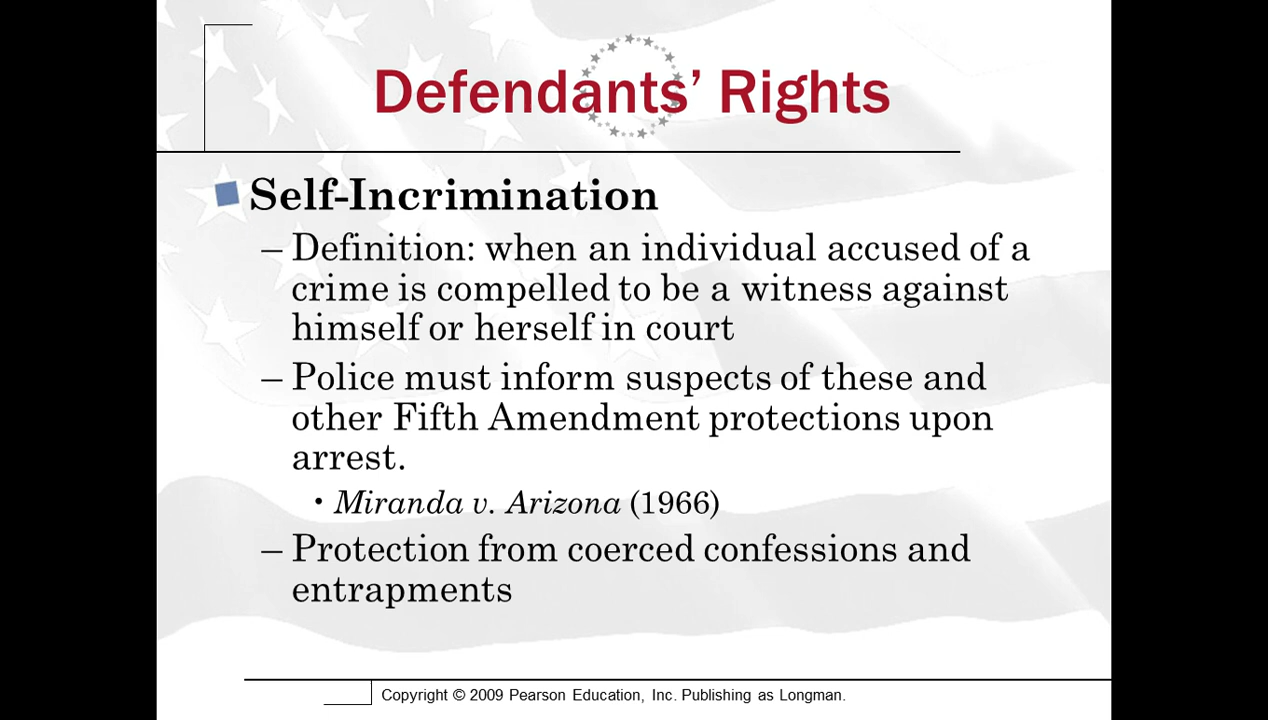 Defendants’ Rights
Self-Incrimination
– Definition: when an individual accused of a
crime is compelled to be a witness against
himself or herself in court
– Police must inform suspects of these and
other Fifth Amendment protections upon
arrest.
• Miranda v. Arizona (1966)
– Protection from coerced confessions and
entrapments
Copyright © 2009 Pearson Education, Inc. Publishing as Longman.